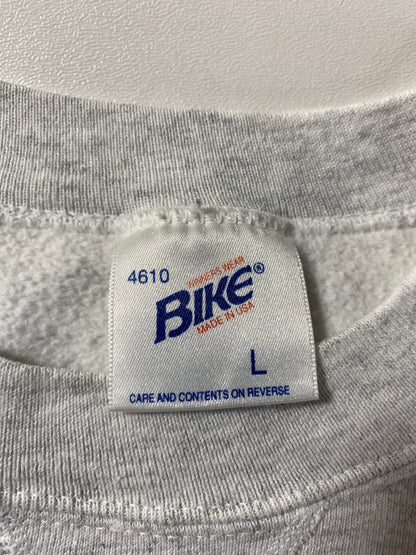 4610
WINNERS WEAR
BIKE®
MADE IN USA
L
CARE AND CONTENTS ON REVERSE